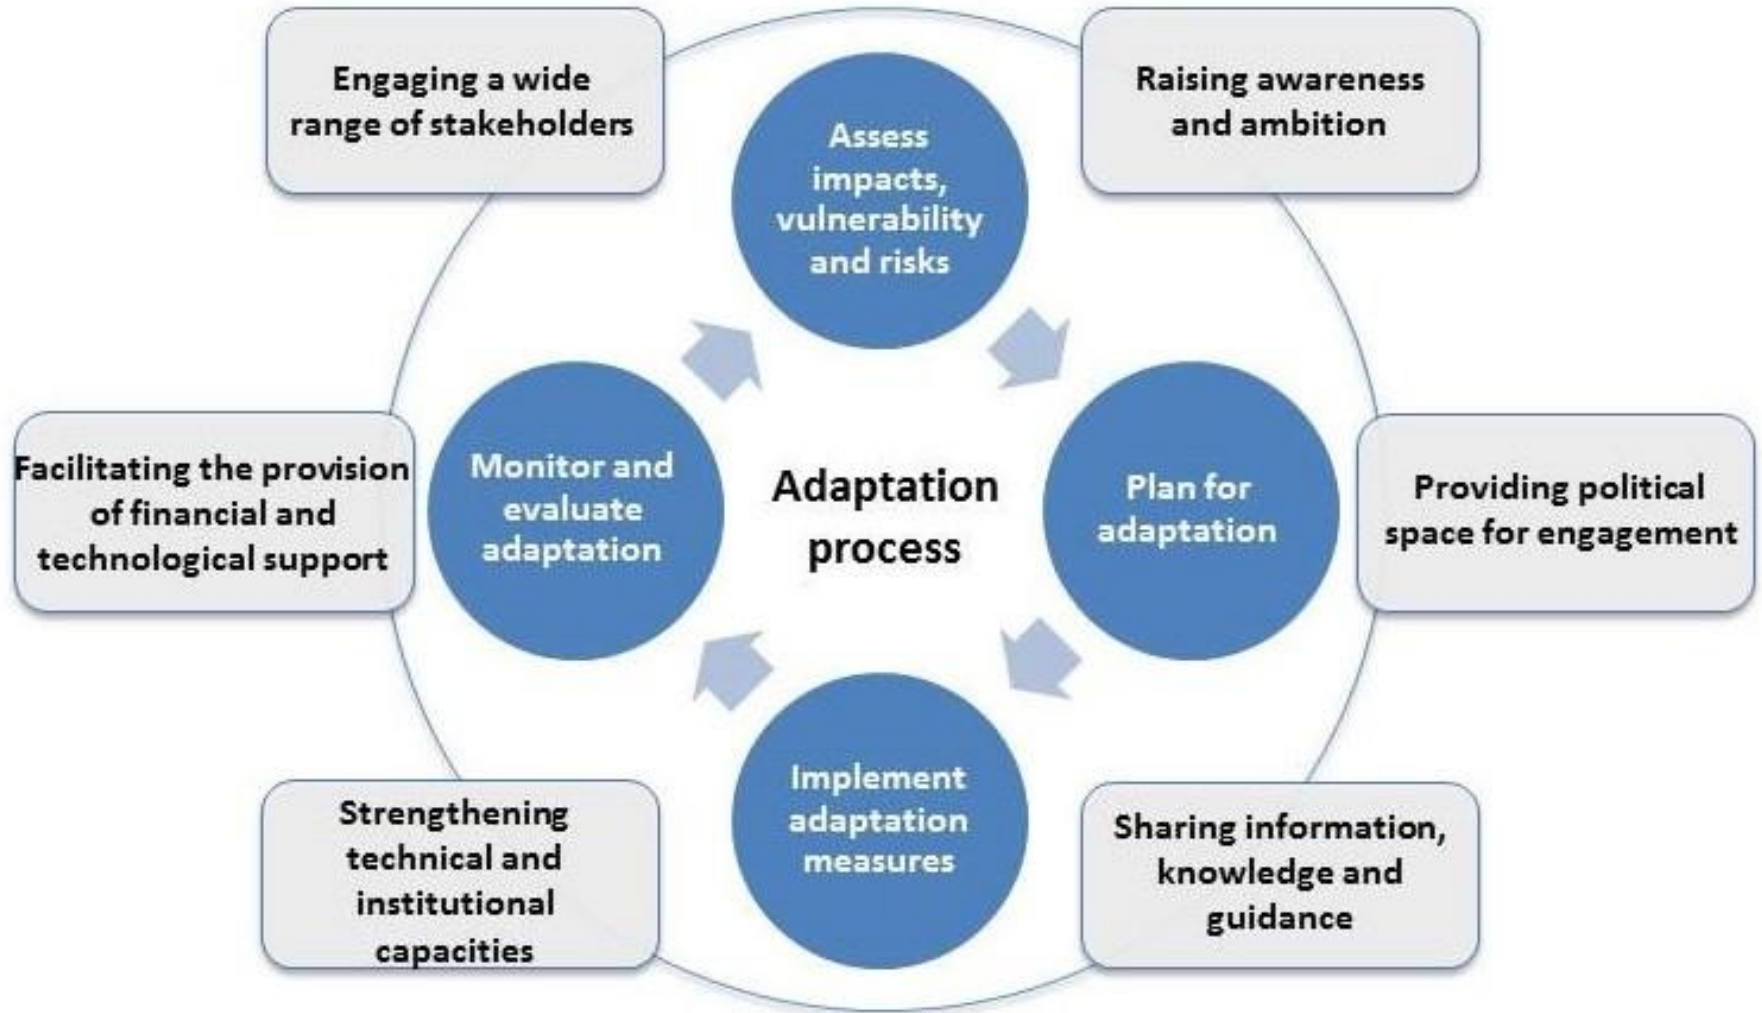 Engaging a wide
range of stakeholders
Raising awareness
and ambition
Assess
impacts,
vulnerability
and risks
Facilitating the provision
of financial and
technological support
Monitor and
evaluate
adaptation
Adaptation
process
Plan for
adaptation
Providing political
space for engagement
Strengthening
technical and
institutional
capacities
Implement
adaptation
measures
Sharing information,
knowledge and
guidance